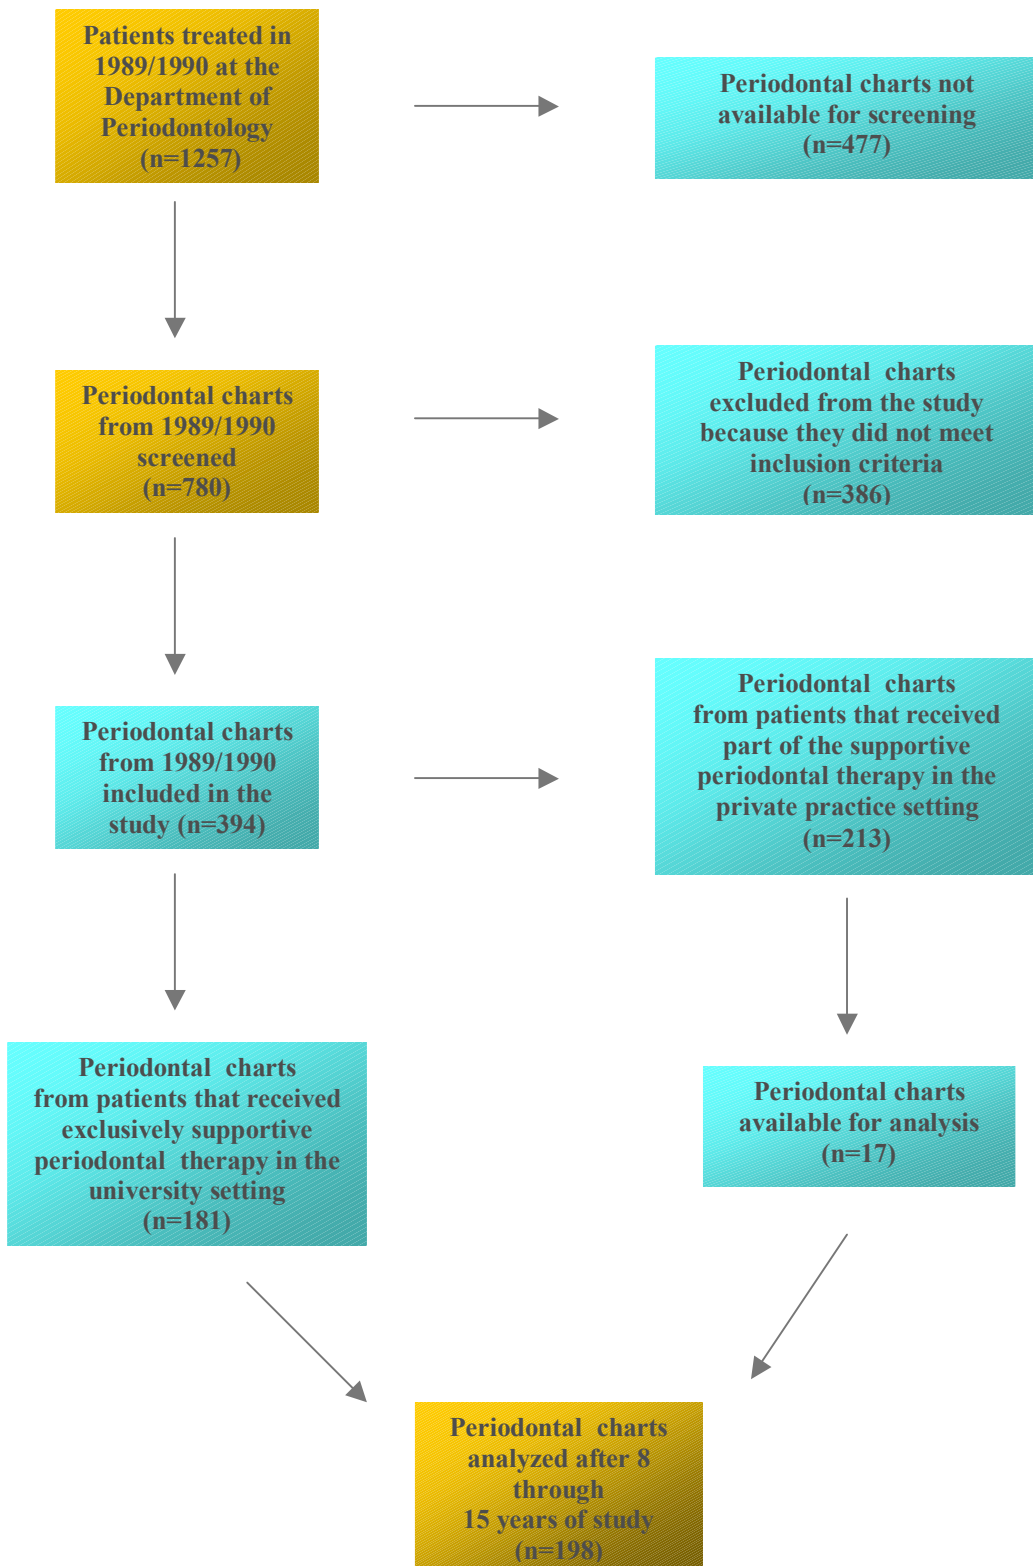 Patients treated in
1989/1990 at the
Department of
Periodontology
(n=1257)
Periodontal charts not
available for screening
(n=477)
Periodontal charts
from 1989/1990
screened
(n=780)
Periodontal charts
excluded from the study
because they did not meet
inclusion criteria
(n=386)
Periodontal charts
from 1989/1990
included in the
study (n=394)
Periodontal charts
from patients that received
part of the supportive
periodontal therapy in the
private practice setting
(n=213)
Periodontal charts
from patients that received
exclusively supportive
periodontal therapy in the
university setting
(n=181)
Periodontal charts
available for analysis
(n=17)
Periodontal charts
analyzed after 8
through
15 years of study
(n=198)